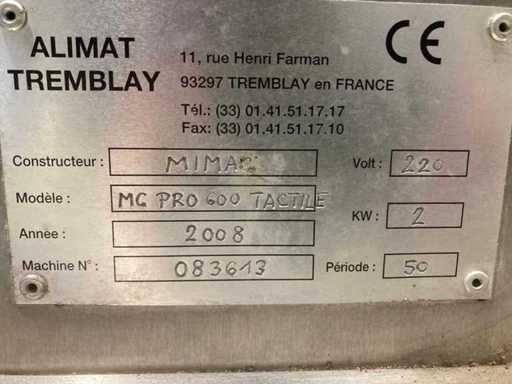 ALIMAT
TREMBLAY
11, rue Henri Farman
93297 TREMBLAY en FRANCE
Tél.: (33) 01.41.51.17.17
Fax: (33) 01.41.51.17.10
CE
Constructeur : MIMAC
Volt : 220
Modèle : MG PRO 600 TACTILE
KW : 2
Année : 2008
Machine N° : 083613
Période : 50